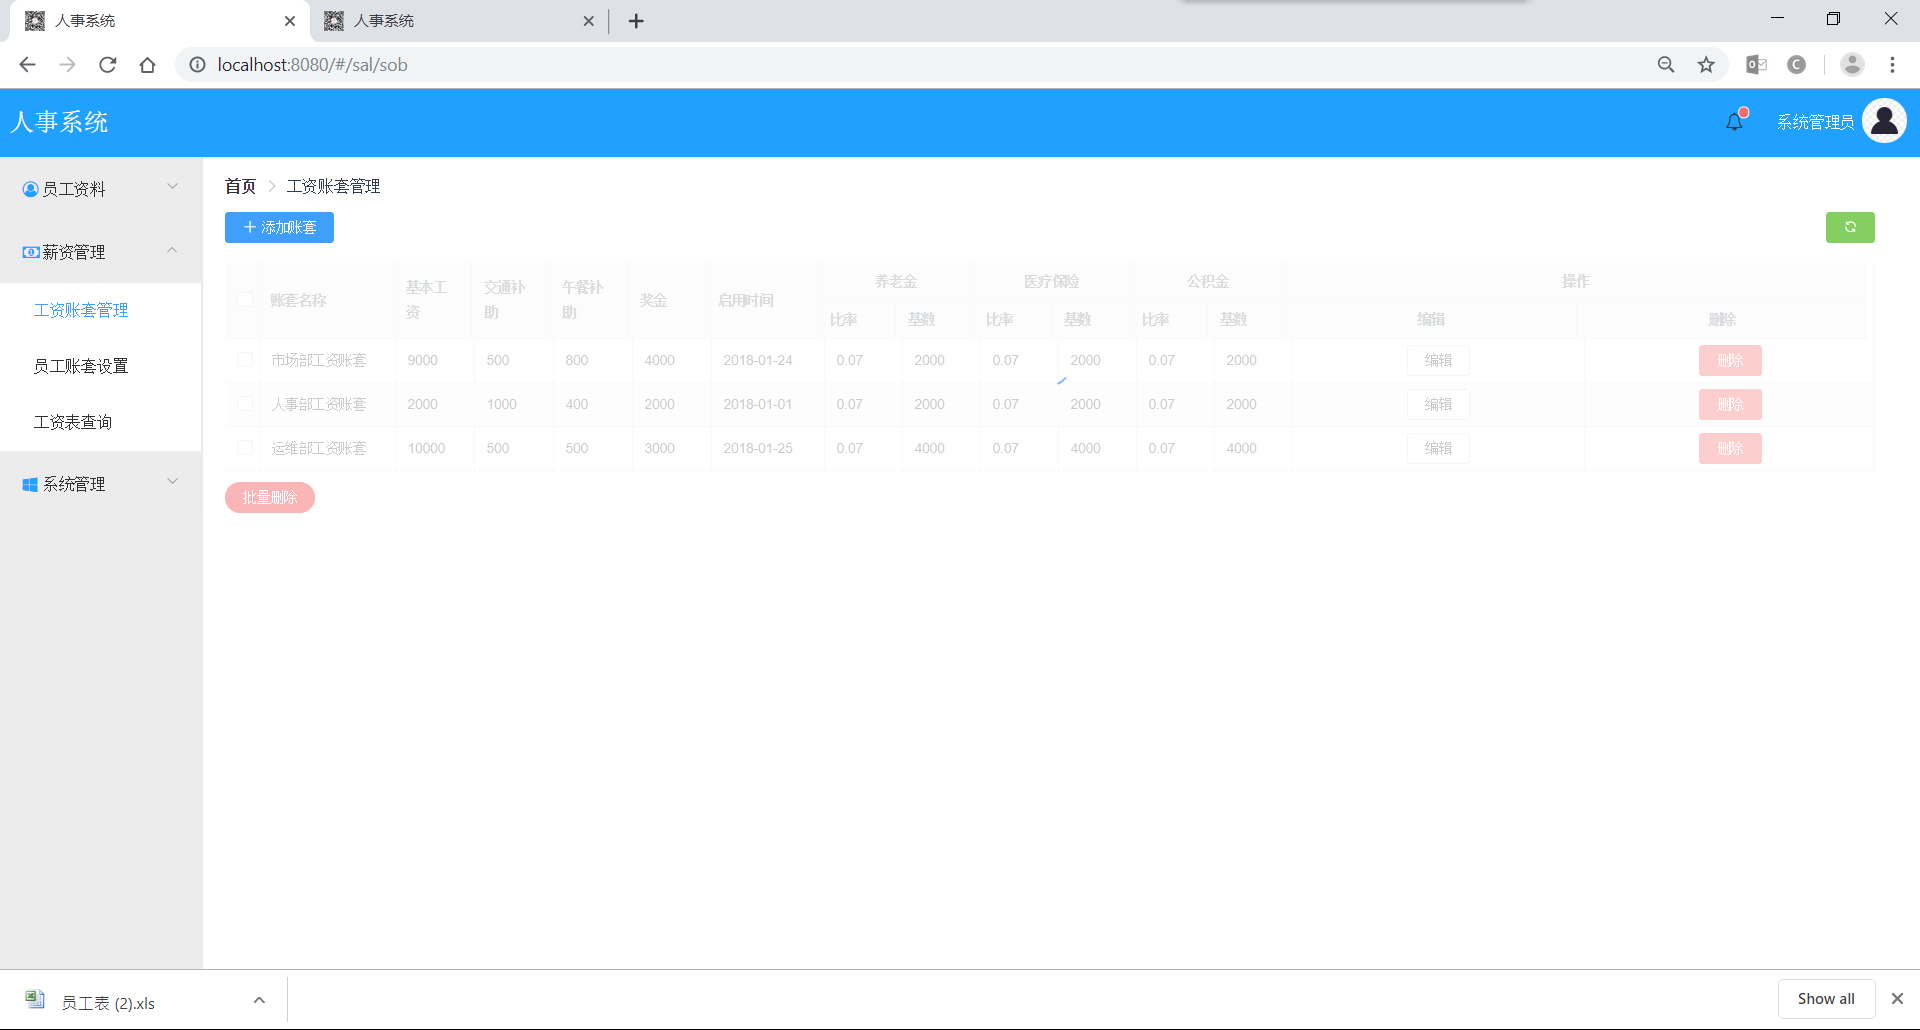 人事系统
人事系统
localhost:8080/#/sal/sob
人事系统
系统管理员
员工资料
薪资管理
工资账套管理
员工账套设置
工资表查询
系统管理
首页 工资账套管理
添加账套
账套名称 基本工资 交通补助 午餐补助 奖金 启用时间 养老金 医疗保险 公积金 操作
比率 基数 比率 基数 比率 基数 编辑 删除
市场部工资账套 9000 500 800 4000 2018-01-24 0.07 2000 0.07 2000 0.07 2000 编辑 删除
人事部工资账套 2000 1000 400 2000 2018-01-01 0.07 2000 0.07 2000 0.07 2000 编辑 删除
运维部工资账套 10000 500 500 3000 2018-01-25 0.07 4000 0.07 4000 0.07 4000 编辑 删除
批量删除
员工表 (2).xls
Show all